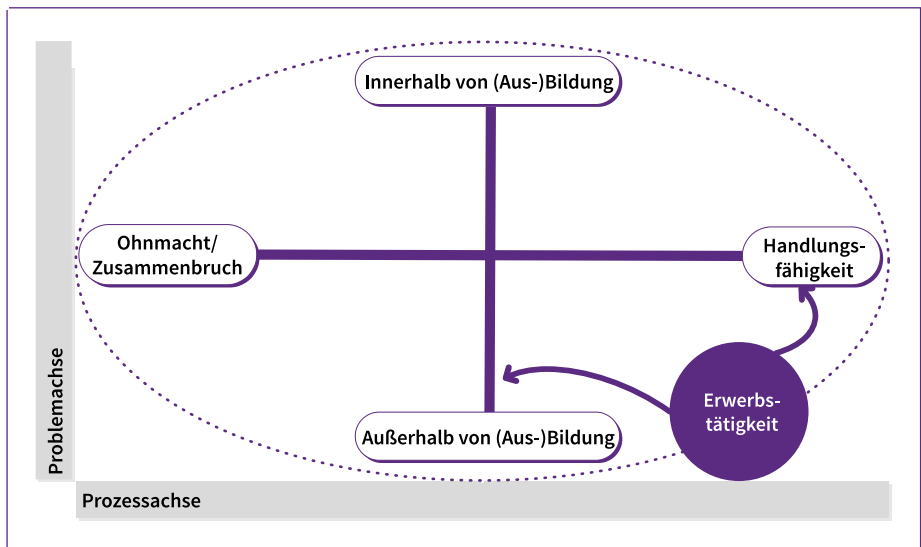 Innerhalb von (Aus-)Bildung
Ohnmacht/
Zusammenbruch
Handlungs-
fähigkeit
Erwerbs-
tätigkeit
Außerhalb von (Aus-)Bildung
Problemachse
Prozessachse